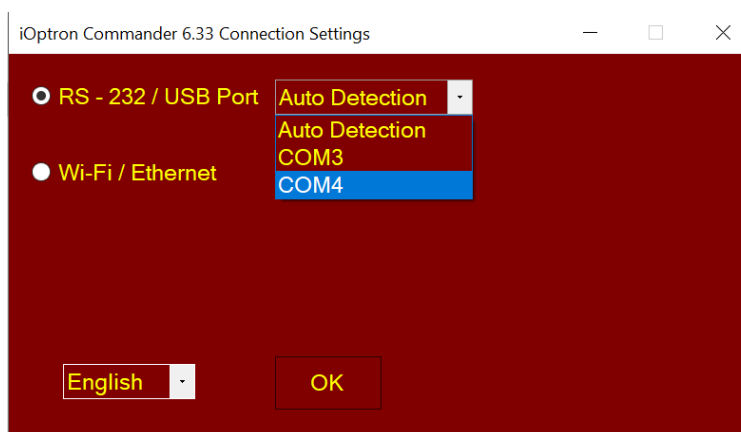 iOptron Commander 6.33 Connection Settings
RS - 232 / USB Port
Auto Detection
Auto Detection
COM3
COM4
Wi-Fi / Ethernet
English
OK